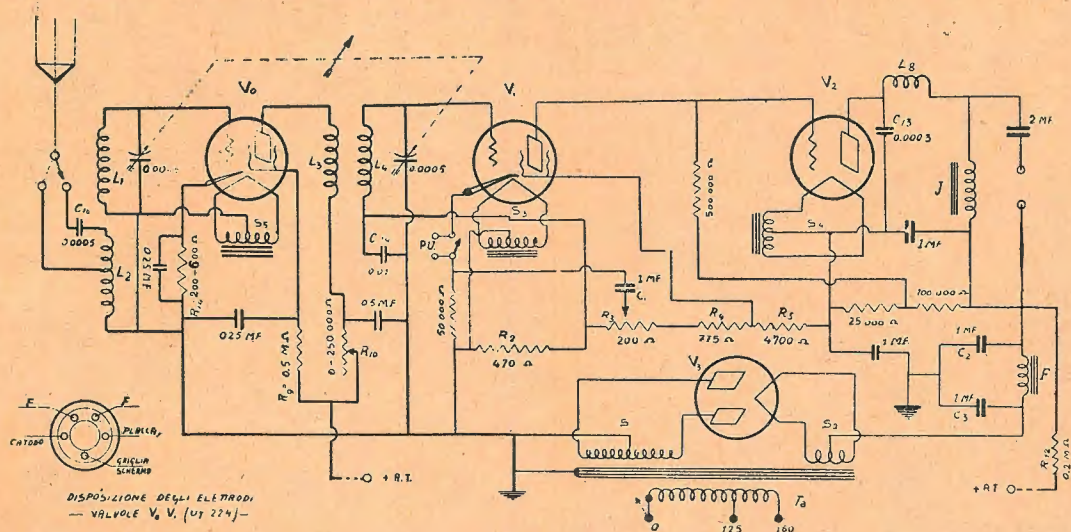 V₀
V₁
V₂
L8
C13
0.0003
2 MF.
L1
L3
L4
0.0005
J
500.000 Ω
S5
S3
S4
1 MF
C10
0.0005
P.U.
0.01
L2
0.25 MF
R11 200-600 Ω
50.000 Ω
1 MF
C1
100.000 Ω
25.000 Ω
0.5 MF
R3
200 Ω
R4
775 Ω
R5
4700 Ω
0.25 MF
R2
470 Ω
0-250.000 Ω
R10
R9 = 0.5 MΩ
1 MF
1 MF
C2
F
V3
1 MF
C3
F
F
PLACCA
CATODO
GRIGLIA
SCHERMO
S
S2
R12
0.2 MΩ
+ A.T.
+ A.T.
DISPOSIZIONE DEGLI ELETTRODI
— VALVOLE V₀ V₁ (UY 224) —
0
125
160